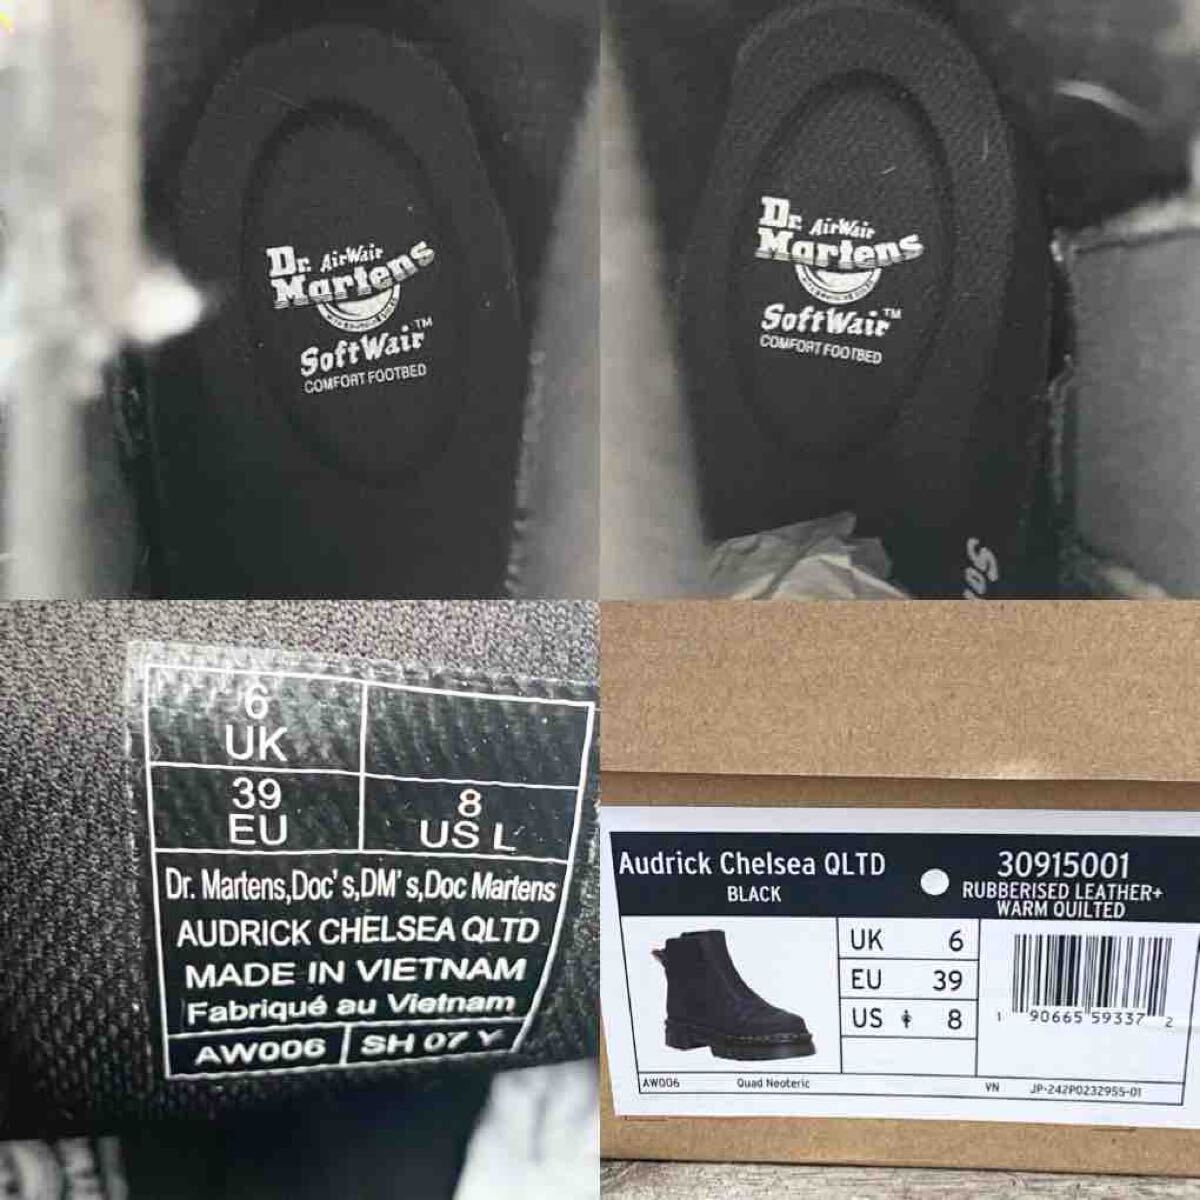 Dr. AirWair
Martens
SoftWair™
COMFORT FOOTBED
Dr. AirWair
Martens
SoftWair™
COMFORT FOOTBED
So
6
UK
39
EU
8
US L
Dr. Martens,Doc's,DM's,Doc Martens
AUDRICK CHELSEA QLTD
MADE IN VIETNAM
Fabriqué au Vietnam
AW006 SH 07 Y
Audrick Chelsea QLTD
BLACK
30915001
RUBBERISED LEATHER+
WARM QUILTED
UK 6
EU 39
US 8
1 90665 59337 2
AW006 Quad Neoteric VN JP-242P0232955-01